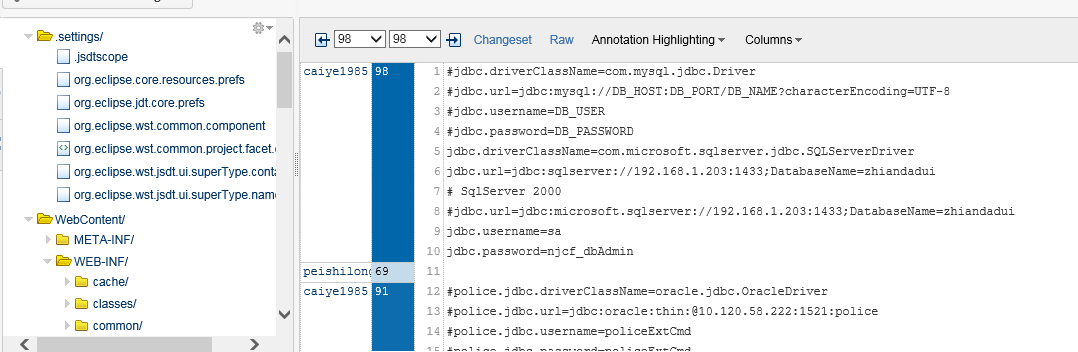 .settings/
.jsdtscope
org.eclipse.core.resources.prefs
org.eclipse.jdt.core.prefs
org.eclipse.wst.common.component
org.eclipse.wst.common.project.facet.
org.eclipse.wst.jsdt.ui.superType.conta
org.eclipse.wst.jsdt.ui.superType.name
WebContent/
META-INF/
WEB-INF/
cache/
classes/
common/
98 98 Changeset Raw Annotation Highlighting Columns
caiye1985 98 1 #jdbc.driverClassName=com.mysql.jdbc.Driver
2 #jdbc.url=jdbc:mysql://DB_HOST:DB_PORT/DB_NAME?characterEncoding=UTF-8
3 #jdbc.username=DB_USER
4 #jdbc.password=DB_PASSWORD
5 jdbc.driverClassName=com.microsoft.sqlserver.jdbc.SQLServerDriver
6 jdbc.url=jdbc:sqlserver://192.168.1.203:1433;DatabaseName=zhiandadui
7 # SqlServer 2000
8 #jdbc.url=jdbc:microsoft.sqlserver://192.168.1.203:1433;DatabaseName=zhiandadui
9 jdbc.username=sa
10 jdbc.password=njcf_dbAdmin
peishilong 69 11
caiye1985 91 12 #police.jdbc.driverClassName=oracle.jdbc.OracleDriver
13 #police.jdbc.url=jdbc:oracle:thin:@10.120.58.222:1521:police
14 #police.jdbc.username=policeExtCmd
15 #police.jdbc.password=policeExtCmd